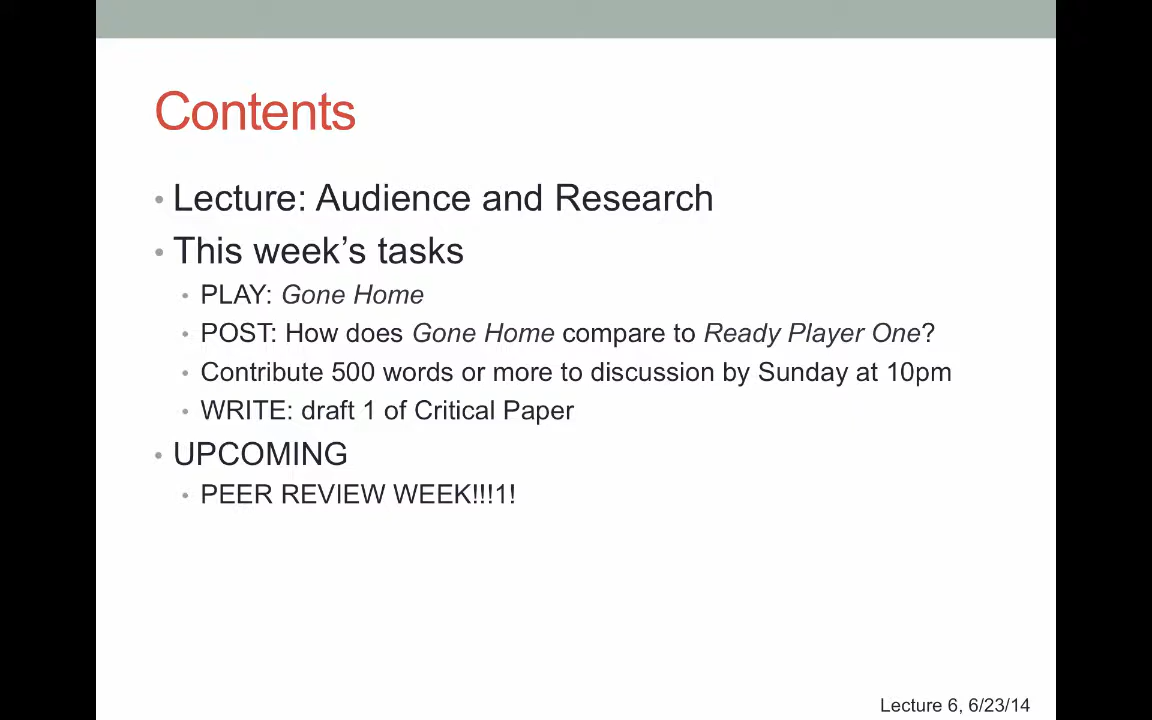 Contents
• Lecture: Audience and Research
• This week’s tasks
• PLAY: Gone Home
• POST: How does Gone Home compare to Ready Player One?
• Contribute 500 words or more to discussion by Sunday at 10pm
• WRITE: draft 1 of Critical Paper
• UPCOMING
• PEER REVIEW WEEK!!!1!
Lecture 6, 6/23/14